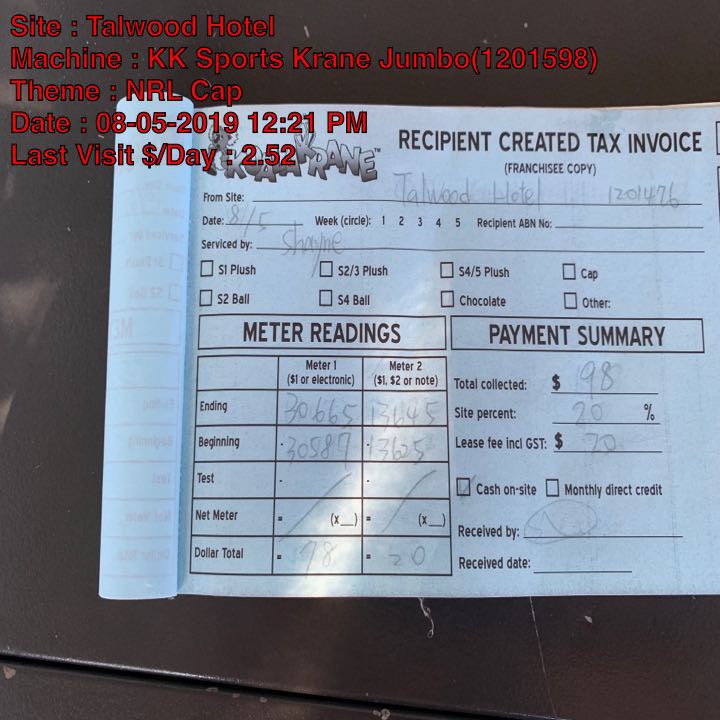 Site : Talwood Hotel
Machine : KK Sports Krane Jumbo(1201598)
Theme : NRL Cap
Date : 08-05-2019 12:21 PM
Last Visit $/Day : 2.52
KOALA KRANE™
RECIPIENT CREATED TAX INVOICE
(FRANCHISEE COPY)
From Site: Talwood Hotel 1201476
Date: 8/5 Week (circle): 1 2 3 4 5 Recipient ABN No:
Serviced by: Shayne
S1 Plush S2/3 Plush S4/5 Plush Cap
S2 Ball S4 Ball Chocolate Other:
METER READINGS
Meter 1 Meter 2
($1 or electronic) ($1, $2 or note)
Ending 30665 13645
Beginning - 30587 - 13625
Test - -
Net Meter = (x__) = (x__)
Dollar Total = 78 = 20
PAYMENT SUMMARY
Total collected: $ 98
Site percent: 20 %
Lease fee incl GST: $ 20
Cash on-site Monthly direct credit
Received by:
Received date: